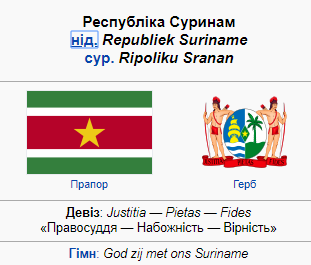 Республіка Суринам
нід. Republiek Suriname
сур. Ripoliku Sranan
Прапор Герб
Девіз: Justitia — Pietas — Fides
«Правосуддя — Набожність — Вірність»
Гімн: God zij met ons Suriname